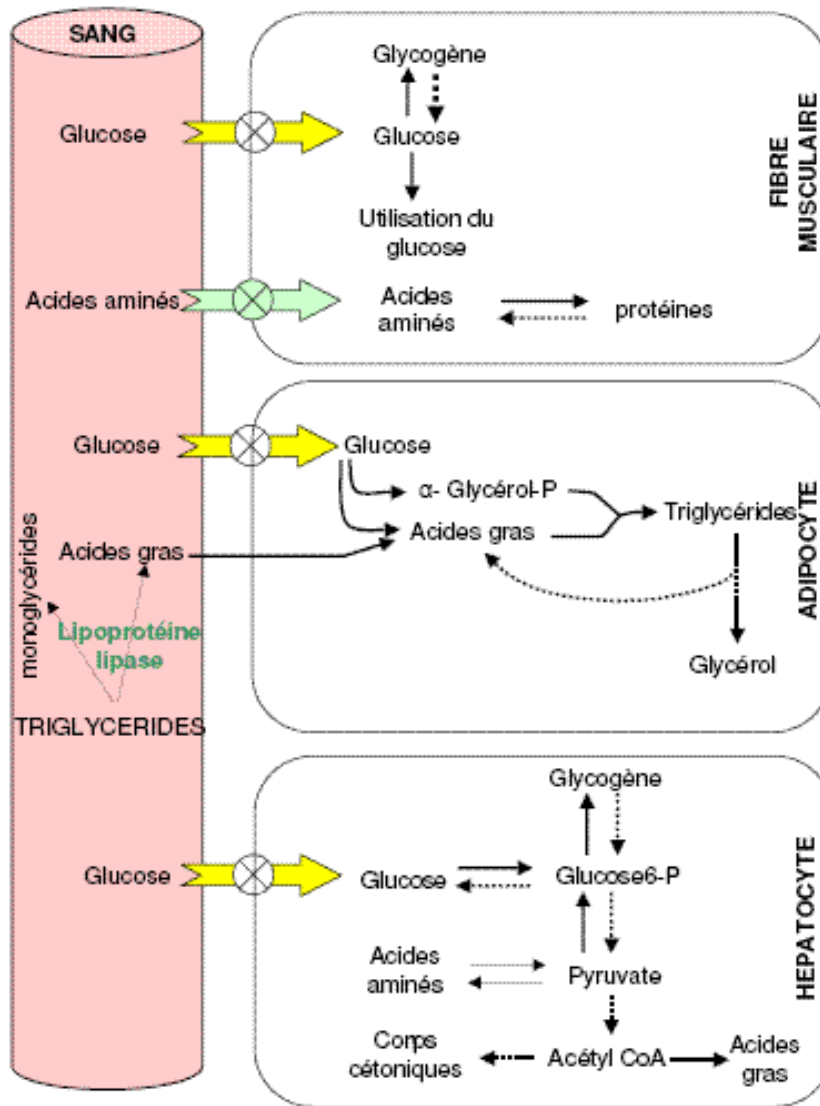 SANG
Glycogène
Glucose
Glucose
Utilisation du
glucose
Acides aminés
Acides
aminés
protéines
FIBRE
MUSCULAIRE
Glucose
Glucose
α- Glycérol-P
Triglycérides
Acides gras
Acides gras
monoglycérides
Lipoprotéine
lipase
Glycérol
TRIGLYCERIDES
ADIPOCYTE
Glycogène
Glucose
Glucose
Glucose6-P
Acides
aminés
Pyruvate
Corps
cétoniques
Acétyl CoA
Acides
gras
HEPATOCYTE